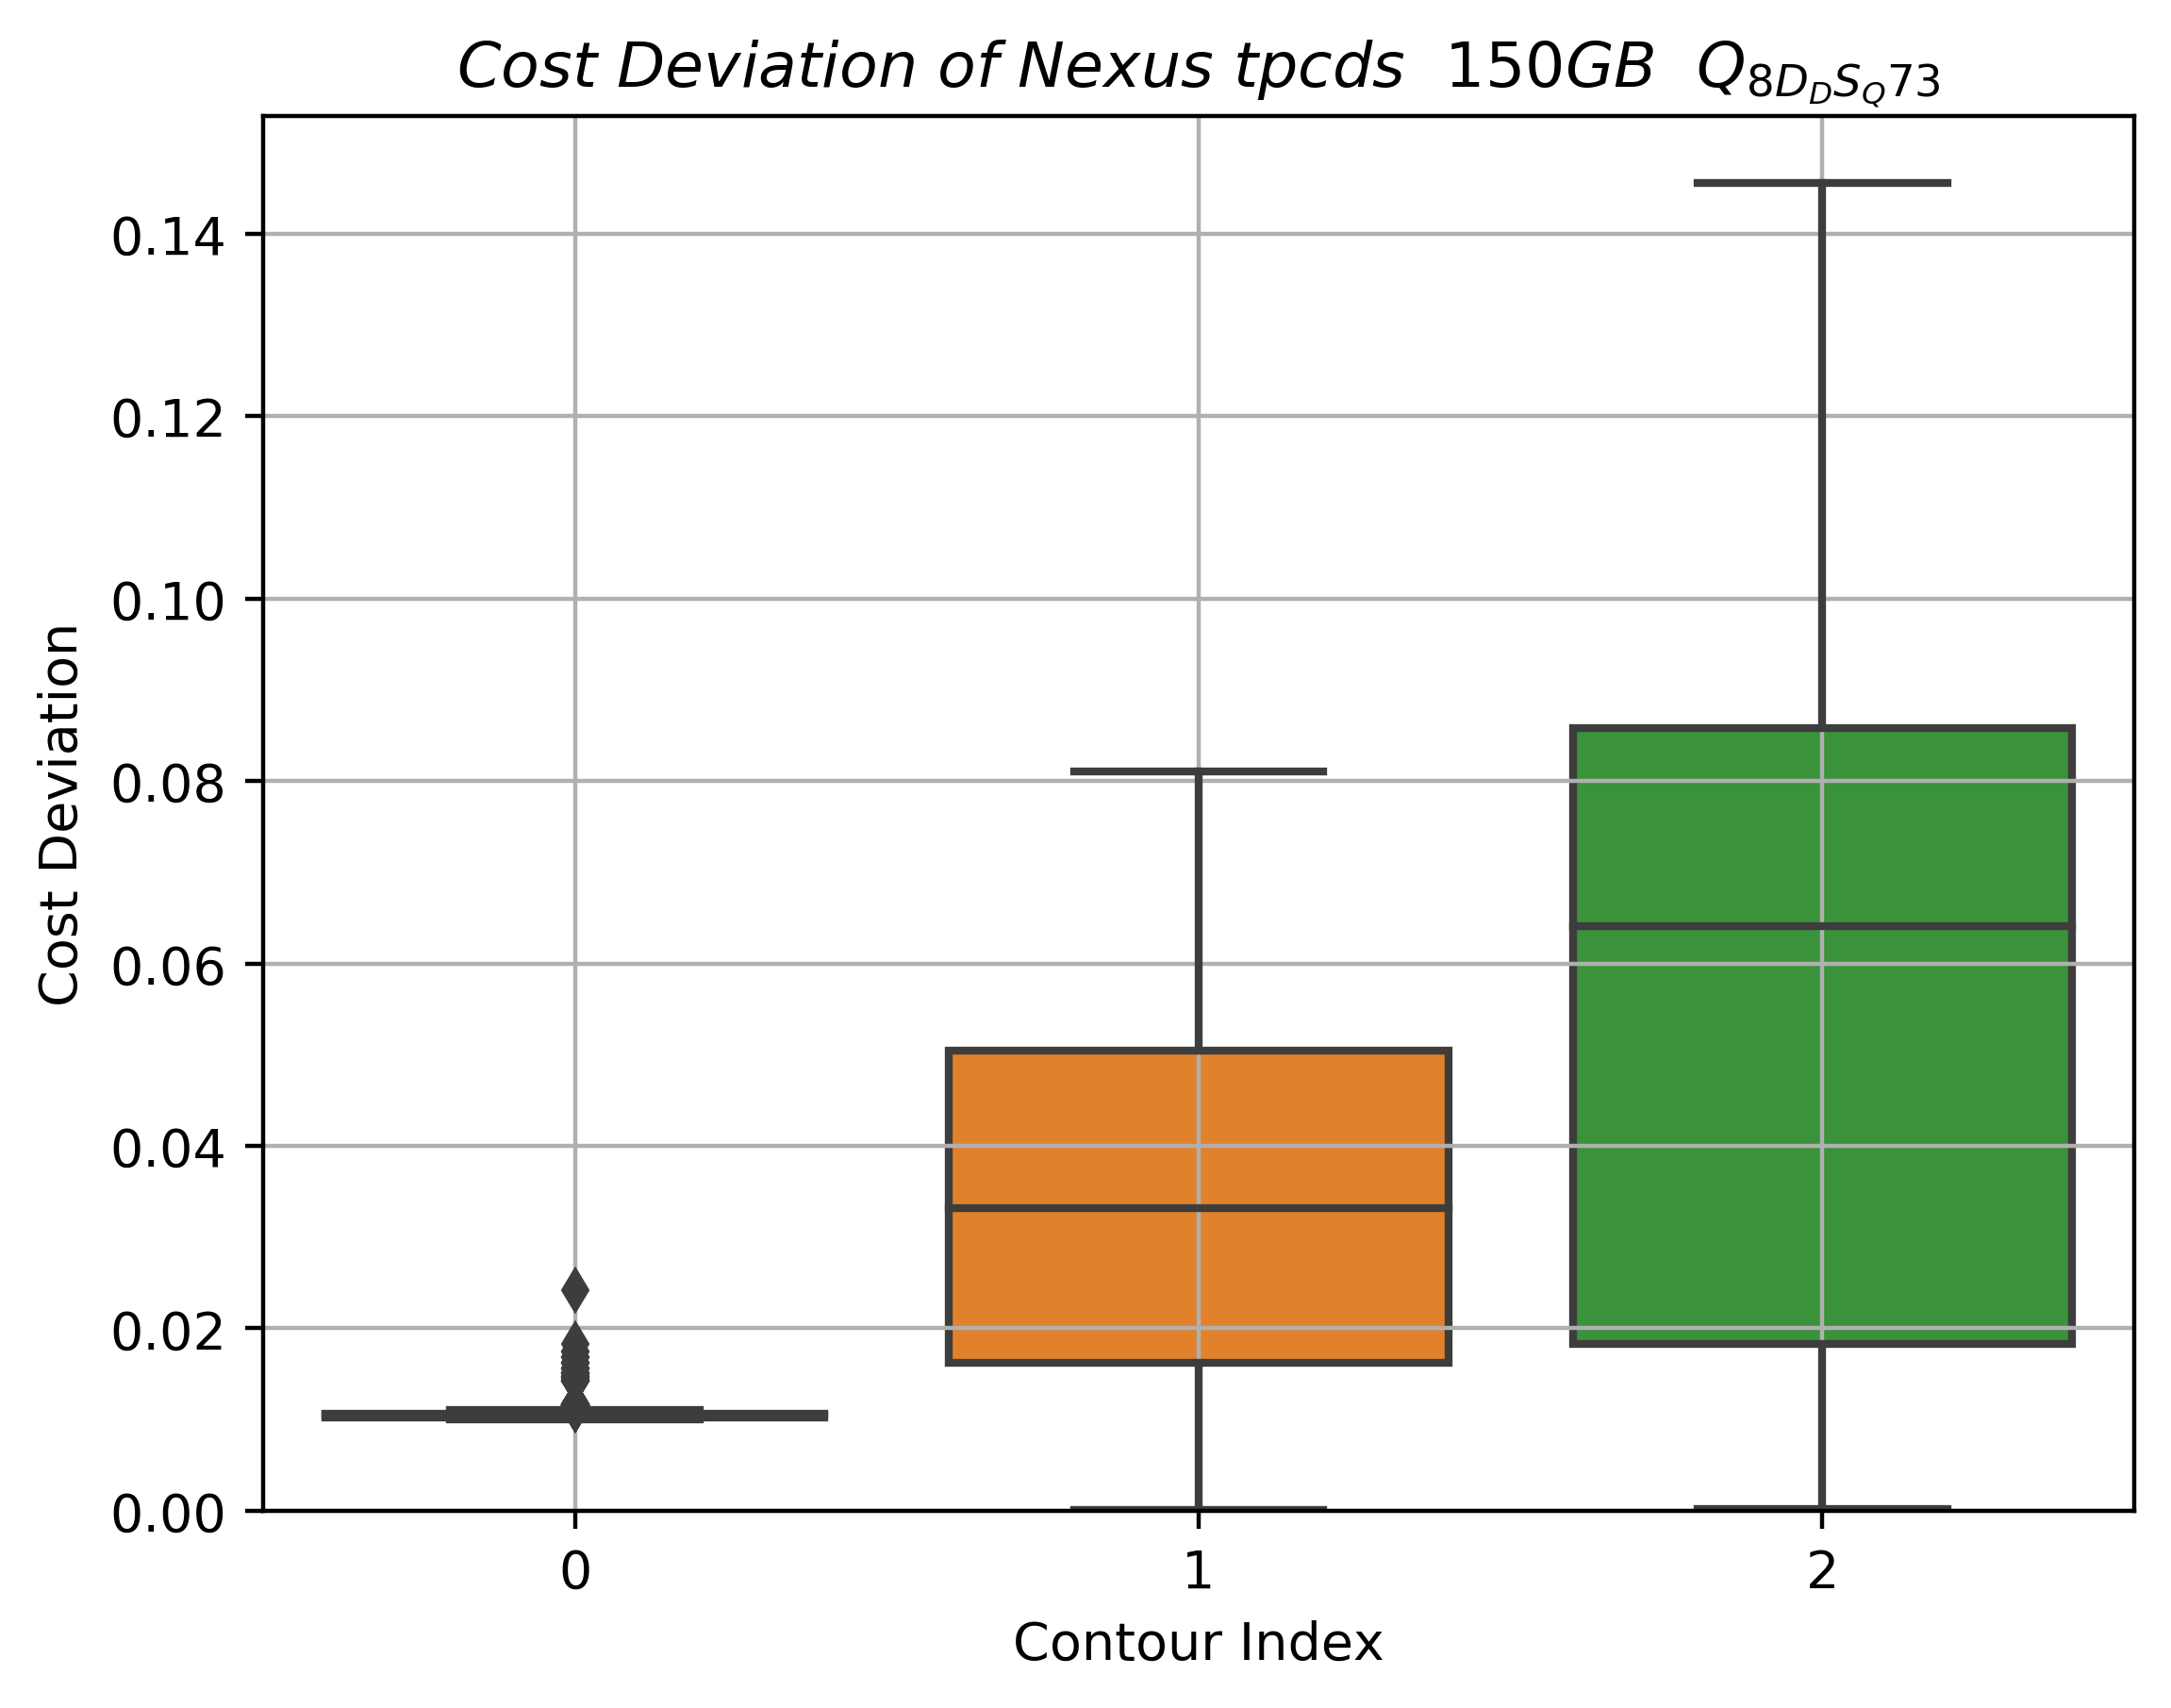 Cost Deviation of Nexus tpcds 150GB Q8DDSQ73
Cost Deviation
0.14
0.12
0.10
0.08
0.06
0.04
0.02
0.00
0 1 2
Contour Index